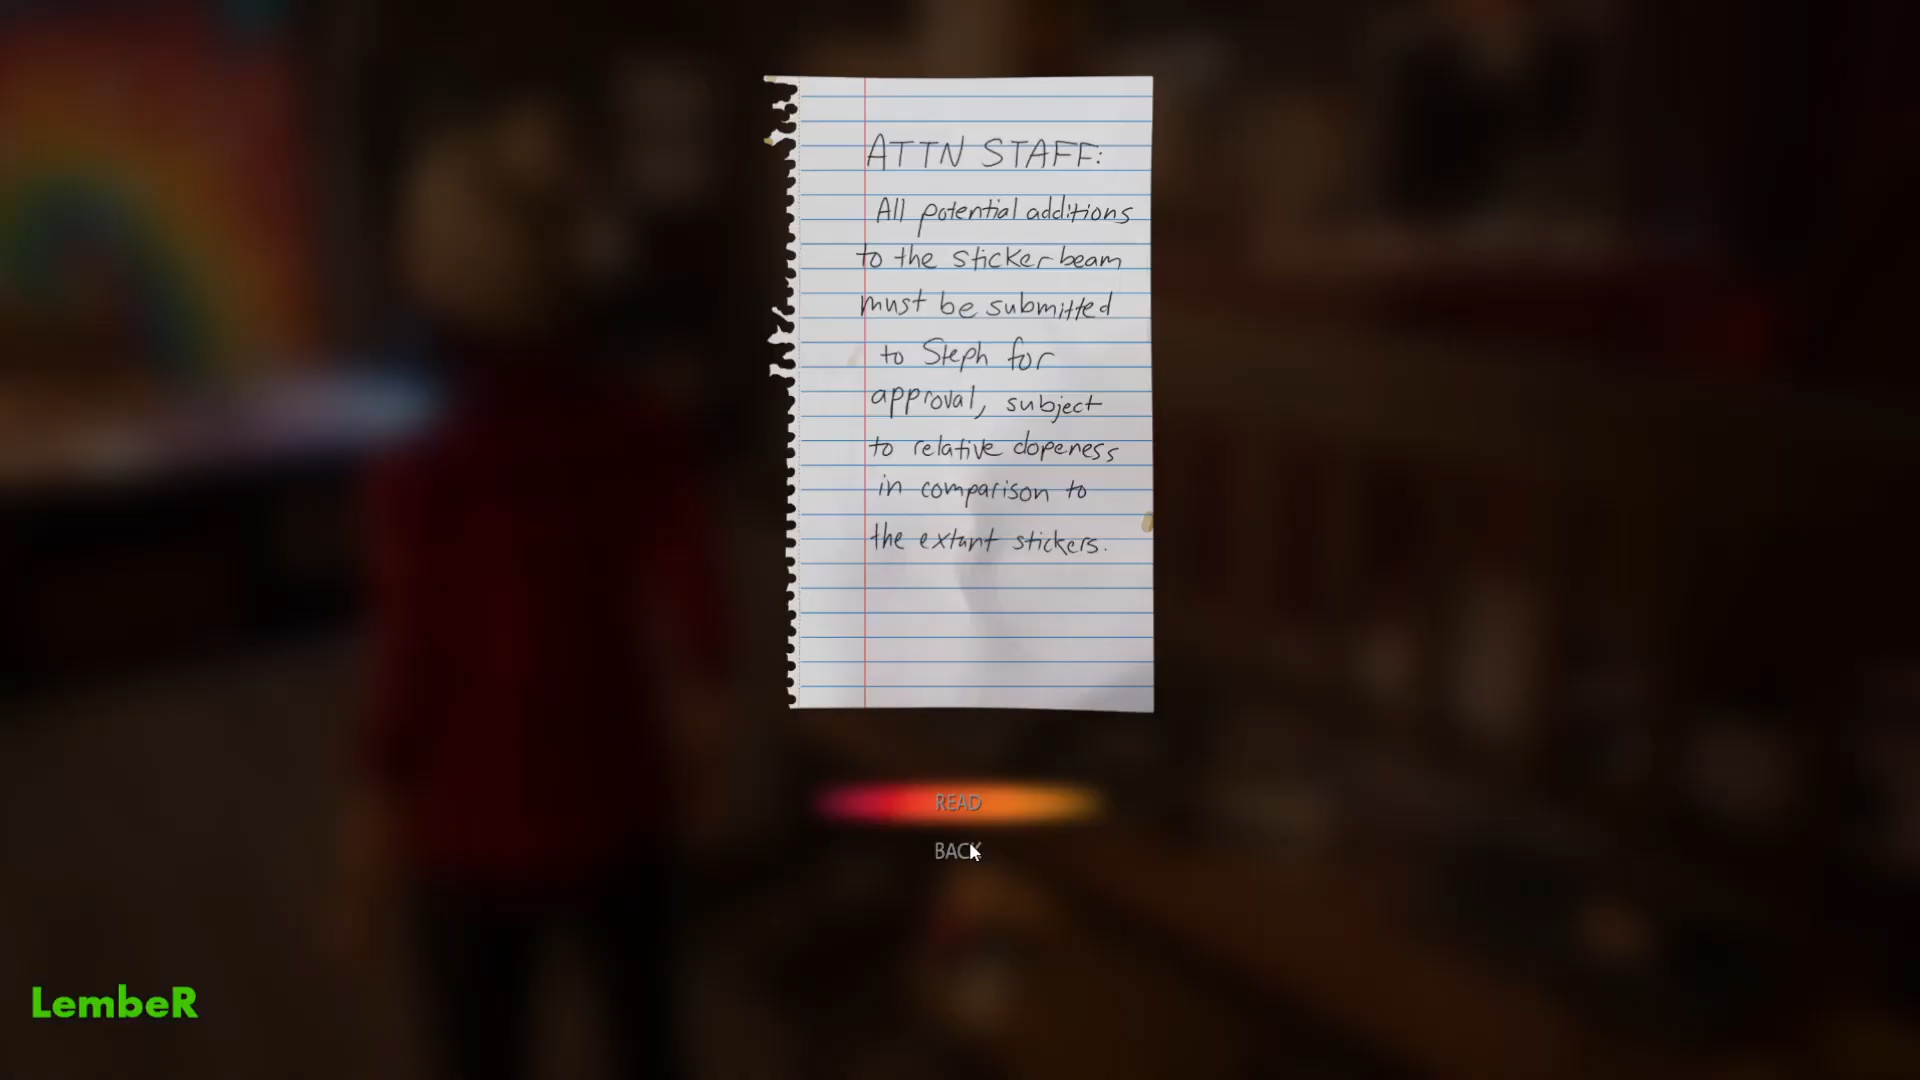 ATTN STAFF:
All potential additions
to the sticker beam
must be submitted
to Steph for
approval, subject
to relative dopeness
in comparison to
the extant stickers.
READ
BACK
LembeR